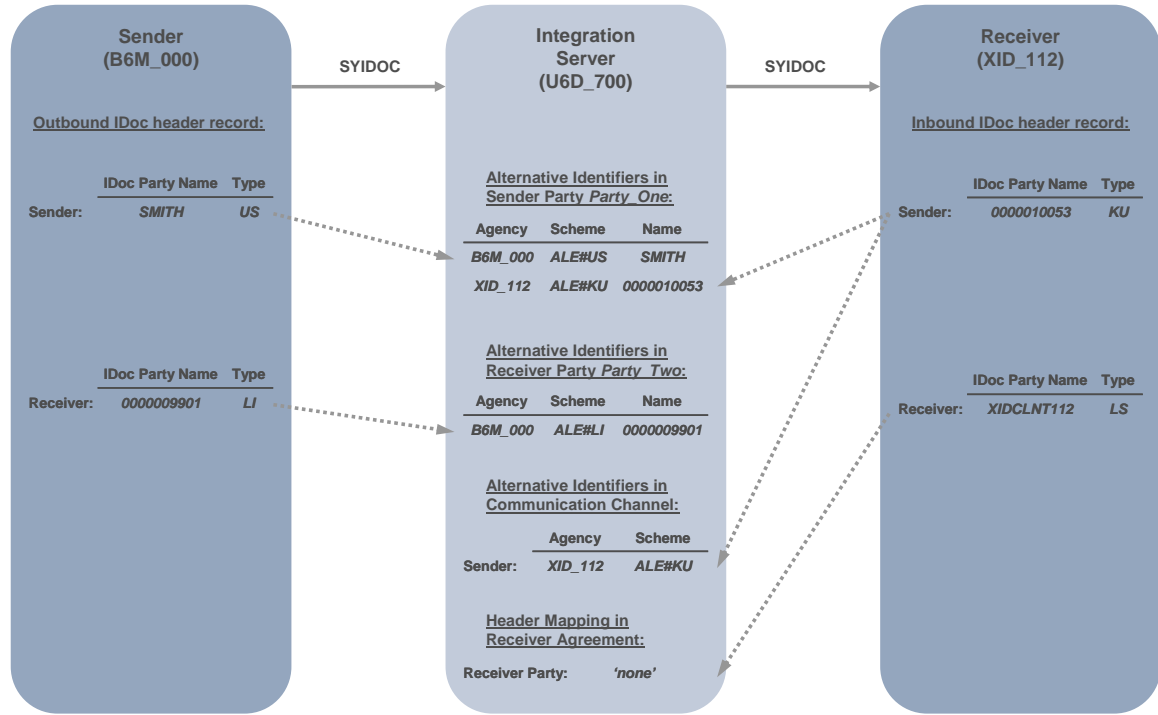 Sender
(B6M_000)
SYIDOC
Integration
Server
(U6D_700)
SYIDOC
Receiver
(XID_112)
Outbound IDoc header record:
IDoc Party Name Type
Sender: SMITH US
Receiver: 0000009901 LI
IDoc Party Name Type
Alternative Identifiers in
Sender Party Party_One:
Agency Scheme Name
B6M_000 ALE#US SMITH
XID_112 ALE#KU 0000010053
Alternative Identifiers in
Receiver Party Party_Two:
Agency Scheme Name
B6M_000 ALE#LI 0000009901
Alternative Identifiers in
Communication Channel:
Agency Scheme
Sender: XID_112 ALE#KU
Header Mapping in
Receiver Agreement:
Receiver Party: ‘none’
Inbound IDoc header record:
IDoc Party Name Type
Sender: 0000010053 KU
IDoc Party Name Type
Receiver: XIDCLNT112 LS